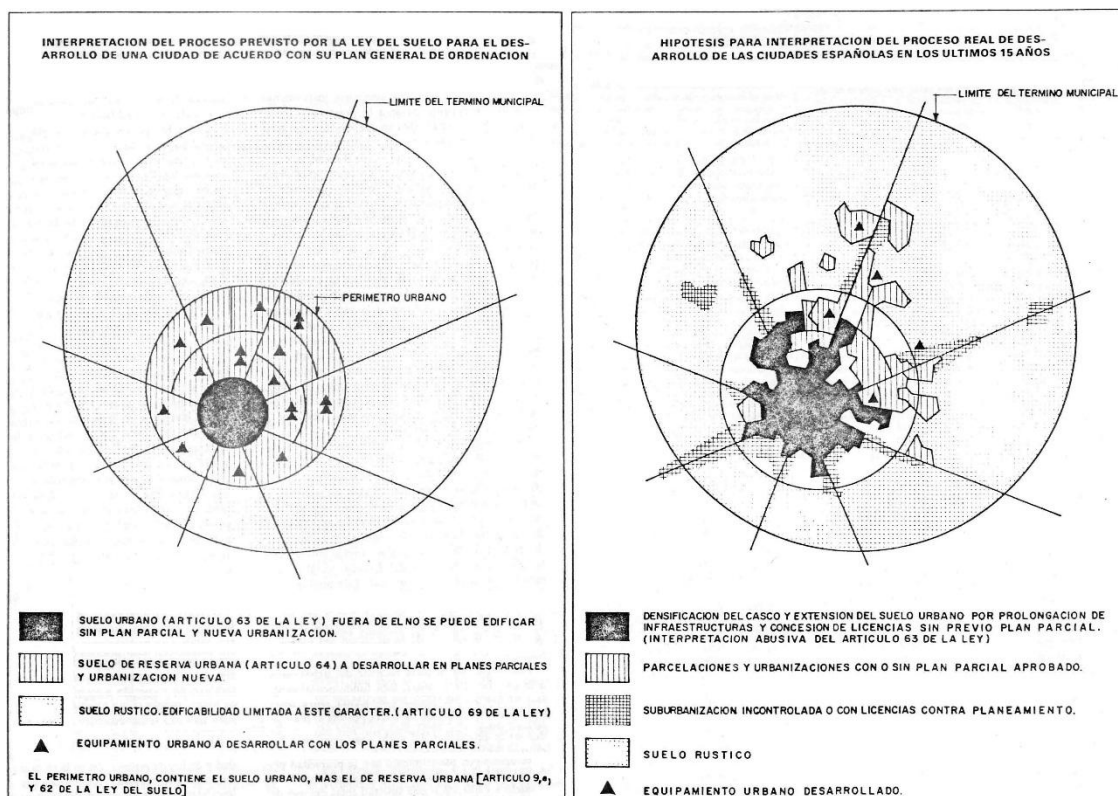 INTERPRETACION DEL PROCESO PREVISTO POR LA LEY DEL SUELO PARA EL DES-
ARROLLO DE UNA CIUDAD DE ACUERDO CON SU PLAN GENERAL DE ORDENACION
LIMITE DEL TERMINO MUNICIPAL
PERIMETRO URBANO
SUELO URBANO (ARTICULO 63 DE LA LEY) FUERA DE EL NO SE PUEDE EDIFICAR
SIN PLAN PARCIAL Y NUEVA URBANIZACION.
SUELO DE RESERVA URBANA (ARTICULO 64) A DESARROLLAR EN PLANES PARCIALES
Y URBANIZACION NUEVA.
SUELO RUSTICO. EDIFICABILIDAD LIMITADA A ESTE CARACTER. (ARTICULO 69 DE LA LEY)
EQUIPAMIENTO URBANO A DESARROLLAR CON LOS PLANES PARCIALES.
EL PERIMETRO URBANO, CONTIENE EL SUELO URBANO, MAS EL DE RESERVA URBANA [ARTICULO 9,e,
Y 62 DE LA LEY DEL SUELO]
HIPOTESIS PARA INTERPRETACION DEL PROCESO REAL DE DES-
ARROLLO DE LAS CIUDADES ESPAÑOLAS EN LOS ULTIMOS 15 AÑOS
LIMITE DEL TERMINO MUNICIPAL
DENSIFICACION DEL CASCO Y EXTENSION DEL SUELO URBANO POR PROLONGACION DE
INFRAESTRUCTURAS Y CONCESION DE LICENCIAS SIN PREVIO PLAN PARCIAL.
(INTERPRETACION ABUSIVA DEL ARTICULO 63 DE LA LEY)
PARCELACIONES Y URBANIZACIONES CON O SIN PLAN PARCIAL APROBADO.
SUBURBANIZACION INCONTROLADA O CON LICENCIAS CONTRA PLANEAMIENTO.
SUELO RUSTICO
EQUIPAMIENTO URBANO DESARROLLADO.